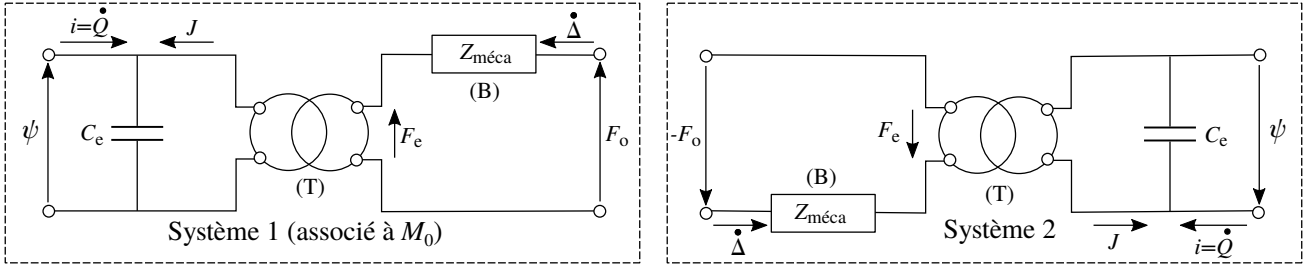 i=Q̇
J
Δ̇
Z_méca
(B)
ψ
C_e
F_e
F_o
(T)
Système 1 (associé à M_0)
-F_o
F_e
C_e
ψ
(B)
(T)
Z_méca
Système 2
Δ̇
J
i=Q̇